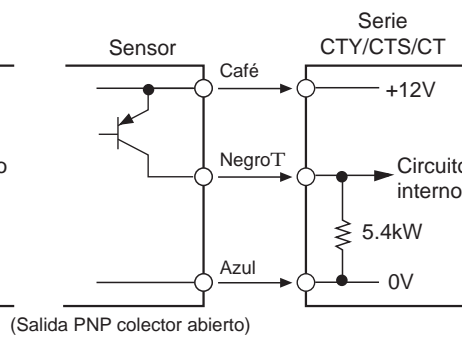 Serie
Sensor CTY/CTS/CT
Café
+12V
NegroT
Circuito
interno
5.4kW
Azul
0V
(Salida PNP colector abierto)